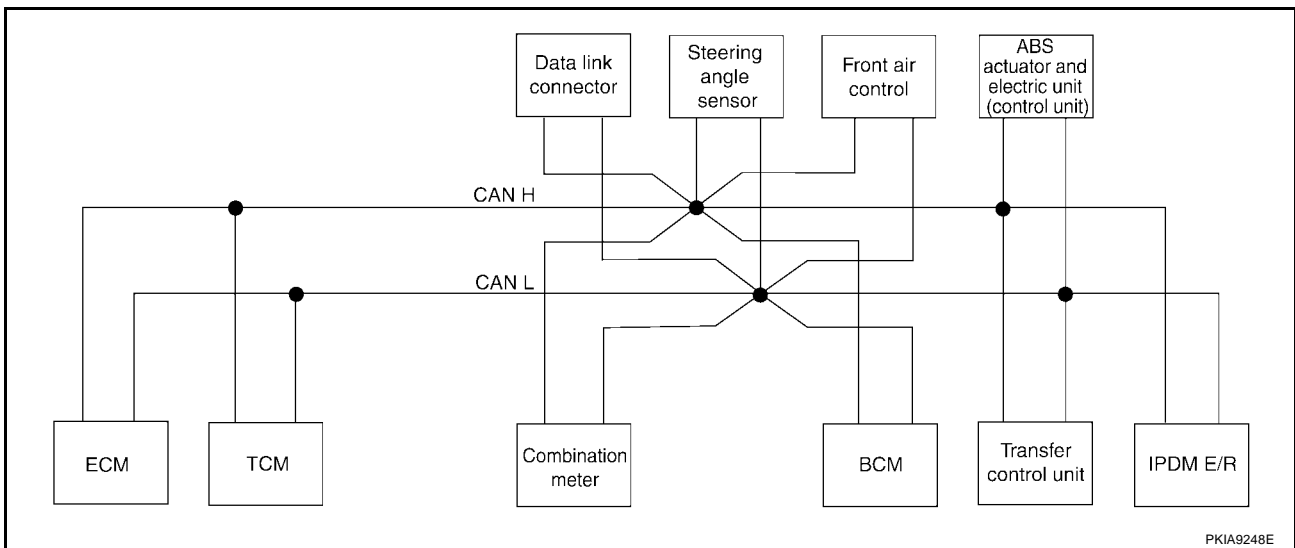 Data link
connector
Steering
angle
sensor
Front air
control
ABS
actuator and
electric unit
(control unit)
CAN H
CAN L
ECM
TCM
Combination
meter
BCM
Transfer
control unit
IPDM E/R
PKIA9248E